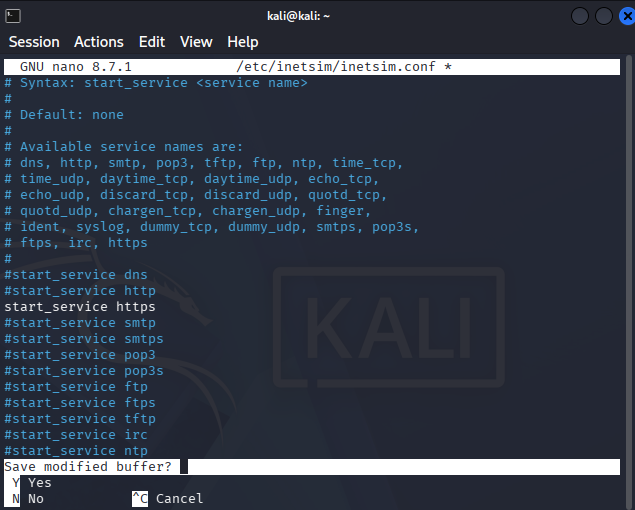 kali@kali: ~
Session Actions Edit View Help
GNU nano 8.7.1 /etc/inetsim/inetsim.conf *
# Syntax: start_service <service name>
#
# Default: none
#
# Available service names are:
# dns, http, smtp, pop3, tftp, ftp, ntp, time_tcp,
# time_udp, daytime_tcp, daytime_udp, echo_tcp,
# echo_udp, discard_tcp, discard_udp, quotd_tcp,
# quotd_udp, chargen_tcp, chargen_udp, finger,
# ident, syslog, dummy_tcp, dummy_udp, smtps, pop3s,
# ftps, irc, https
#
#start_service dns
#start_service http
start_service https
#start_service smtp
#start_service smtps
#start_service pop3
#start_service pop3s
#start_service ftp
#start_service ftps
#start_service tftp
#start_service irc
#start_service ntp
KALI
Save modified buffer?
Y Yes
N No ^C Cancel